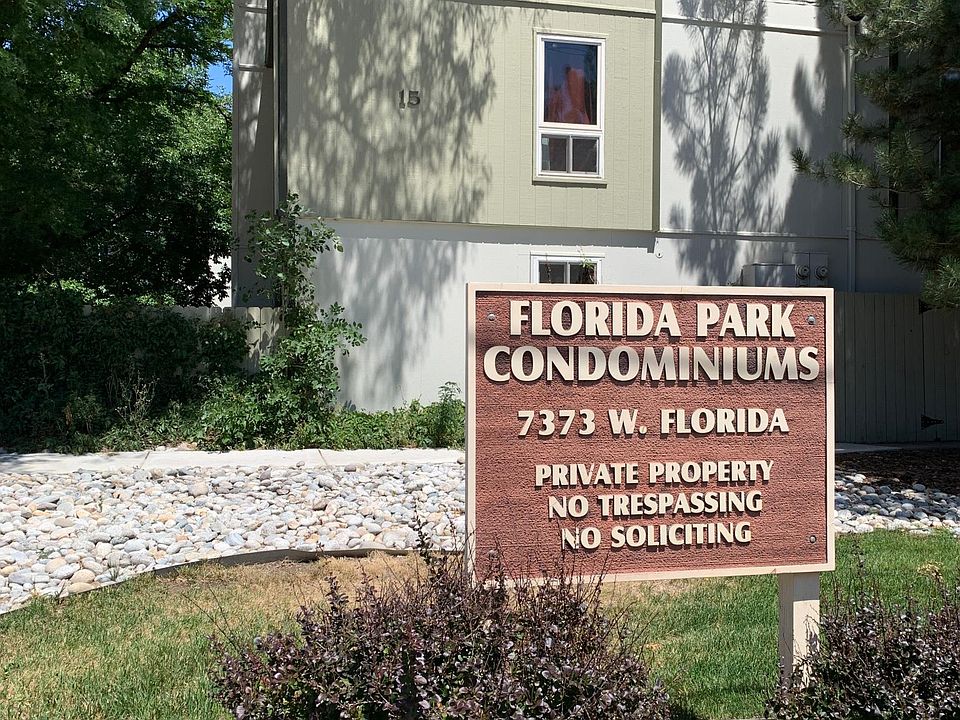 15
FLORIDA PARK
CONDOMINIUMS
7373 W. FLORIDA
PRIVATE PROPERTY
NO TRESPASSING
NO SOLICITING